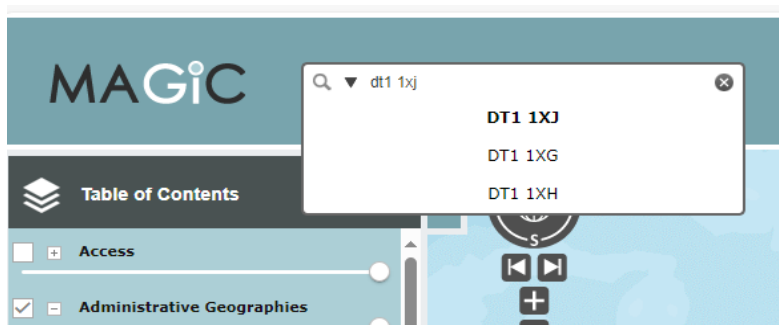 MAGiC
dt1 1xj
DT1 1XJ
DT1 1XG
DT1 1XH
Table of Contents
S
Access
Administrative Geographies